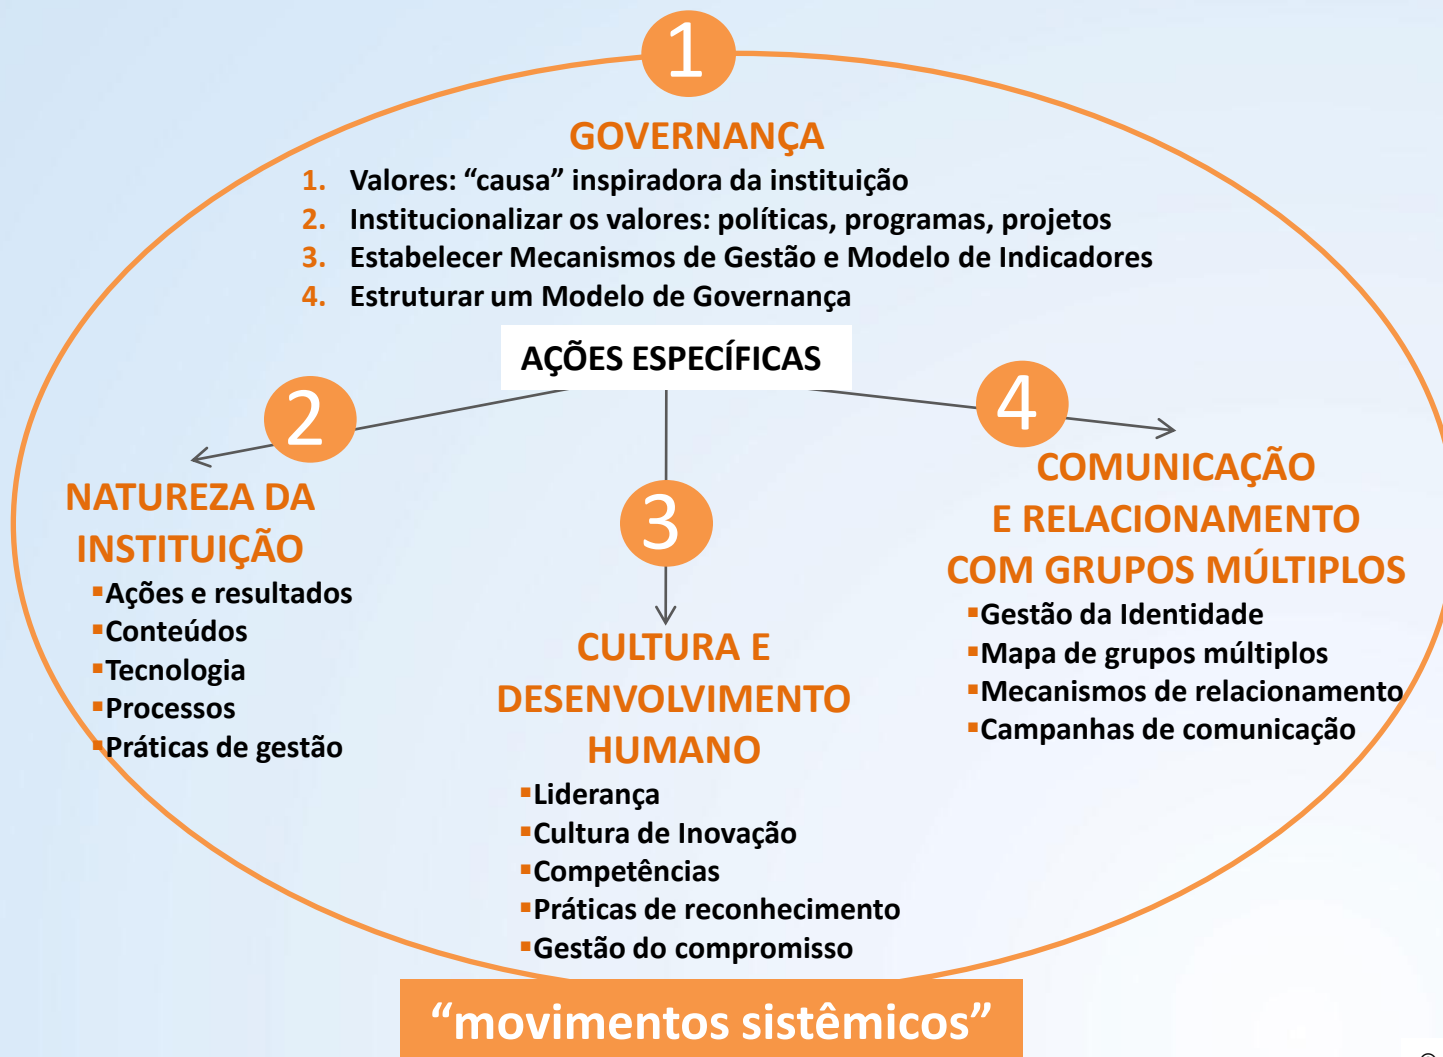 1
GOVERNANÇA
1. Valores: “causa” inspiradora da instituição
2. Institucionalizar os valores: políticas, programas, projetos
3. Estabelecer Mecanismos de Gestão e Modelo de Indicadores
4. Estruturar um Modelo de Governança
AÇÕES ESPECÍFICAS
2
NATUREZA DA
INSTITUIÇÃO
▪Ações e resultados
▪Conteúdos
▪Tecnologia
▪Processos
▪Práticas de gestão
3
CULTURA E
DESENVOLVIMENTO
HUMANO
▪Liderança
▪Cultura de Inovação
▪Competências
▪Práticas de reconhecimento
▪Gestão do compromisso
4
COMUNICAÇÃO
E RELACIONAMENTO
COM GRUPOS MÚLTIPLOS
▪Gestão da Identidade
▪Mapa de grupos múltiplos
▪Mecanismos de relacionamento
▪Campanhas de comunicação
“movimentos sistêmicos”